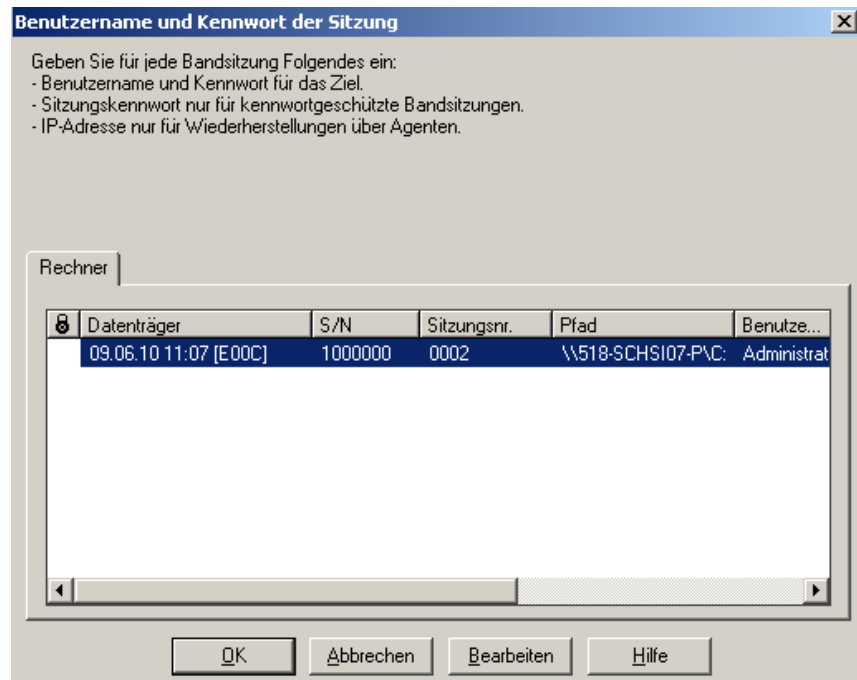 Benutzername und Kennwort der Sitzung
Geben Sie für jede Bandsitzung Folgendes ein:
- Benutzername und Kennwort für das Ziel.
- Sitzungskennwort nur für kennwortgeschützte Bandsitzungen.
- IP-Adresse nur für Wiederherstellungen über Agenten.
Rechner
Datenträger S/N Sitzungsnr. Pfad Benutze...
09.06.10 11:07 [E00C] 1000000 0002 \\518-SCHSI07-P\C: Administrat
OK Abbrechen Bearbeiten Hilfe